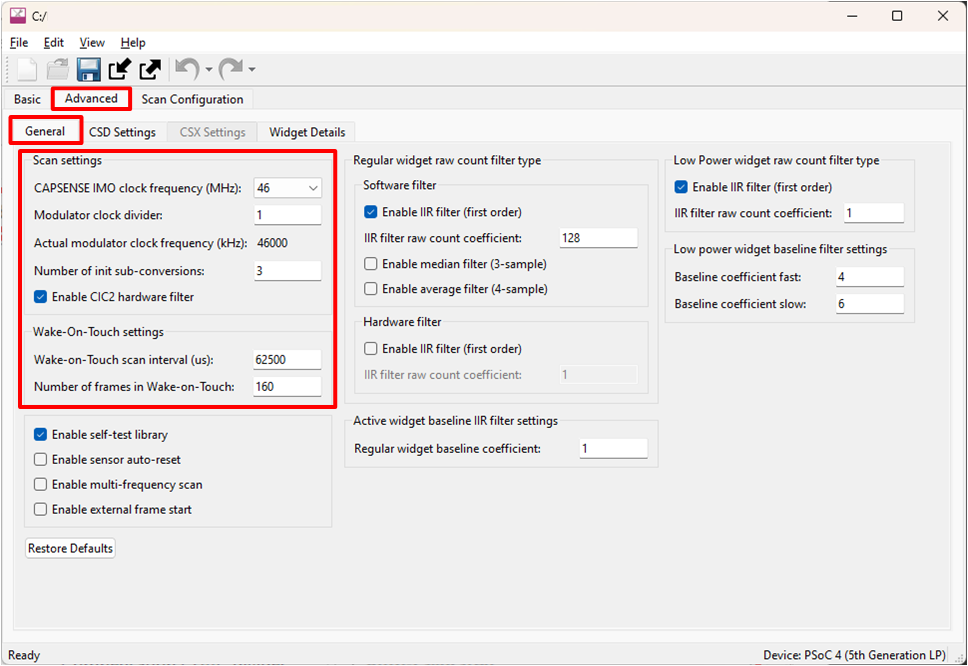 C:/
File Edit View Help
Basic Advanced Scan Configuration
General CSD Settings CSX Settings Widget Details
Scan settings
CAPSENSE IMO clock frequency (MHz): 46
Modulator clock divider: 1
Actual modulator clock frequency (kHz): 46000
Number of init sub-conversions: 3
Enable CIC2 hardware filter
Wake-On-Touch settings
Wake-on-Touch scan interval (us): 62500
Number of frames in Wake-on-Touch: 160
Enable self-test library
Enable sensor auto-reset
Enable multi-frequency scan
Enable external frame start
Restore Defaults
Regular widget raw count filter type
Software filter
Enable IIR filter (first order)
IIR filter raw count coefficient: 128
Enable median filter (3-sample)
Enable average filter (4-sample)
Hardware filter
Enable IIR filter (first order)
IIR filter raw count coefficient: 1
Active widget baseline IIR filter settings
Regular widget baseline coefficient: 1
Low Power widget raw count filter type
Enable IIR filter (first order)
IIR filter raw count coefficient: 1
Low power widget baseline filter settings
Baseline coefficient fast: 4
Baseline coefficient slow: 6
Ready Device: PSoC 4 (5th Generation LP)